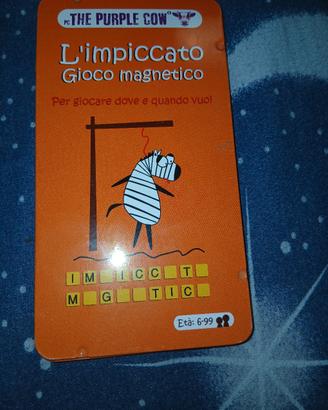 THE PURPLE COW
L'impiccato
Gioco magnetico
Per giocare dove e quando vuoi
IM ICC T
M G TIC
Età: 6-99